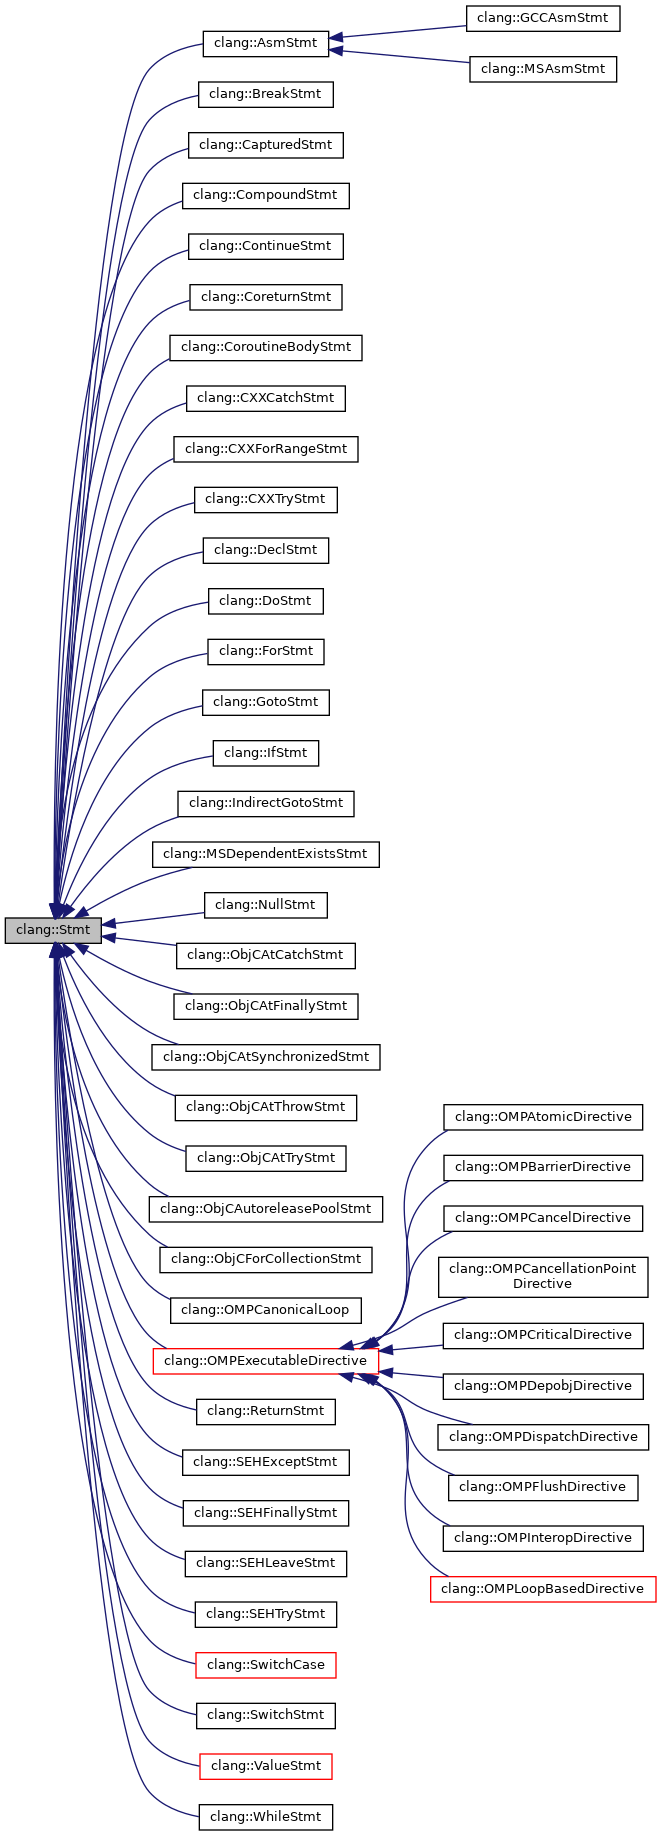 clang::GCCAsmStmt
clang::AsmStmt
clang::MSAsmStmt
clang::BreakStmt
clang::CapturedStmt
clang::CompoundStmt
clang::ContinueStmt
clang::CoreturnStmt
clang::CoroutineBodyStmt
clang::CXXCatchStmt
clang::CXXForRangeStmt
clang::CXXTryStmt
clang::DeclStmt
clang::DoStmt
clang::ForStmt
clang::GotoStmt
clang::IfStmt
clang::IndirectGotoStmt
clang::MSDependentExistsStmt
clang::NullStmt
clang::Stmt
clang::ObjCAtCatchStmt
clang::ObjCAtFinallyStmt
clang::ObjCAtSynchronizedStmt
clang::ObjCAtThrowStmt
clang::ObjCAtTryStmt
clang::ObjCAutoreleasePoolStmt
clang::ObjCForCollectionStmt
clang::OMPCanonicalLoop
clang::OMPExecutableDirective
clang::ReturnStmt
clang::SEHExceptStmt
clang::SEHFinallyStmt
clang::SEHLeaveStmt
clang::SEHTryStmt
clang::SwitchCase
clang::SwitchStmt
clang::ValueStmt
clang::WhileStmt
clang::OMPAtomicDirective
clang::OMPBarrierDirective
clang::OMPCancelDirective
clang::OMPCancellationPoint
Directive
clang::OMPCriticalDirective
clang::OMPDepobjDirective
clang::OMPDispatchDirective
clang::OMPFlushDirective
clang::OMPInteropDirective
clang::OMPLoopBasedDirective